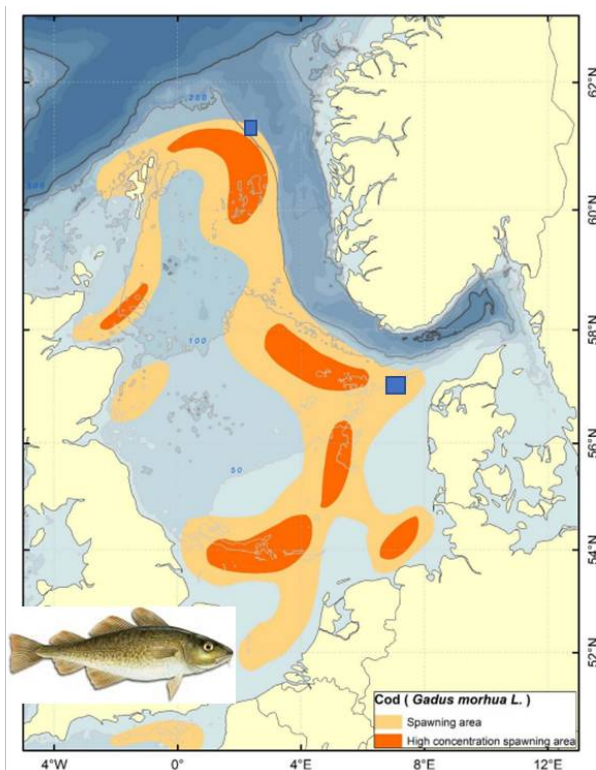 62°N
200
60°N
58°N
100
56°N
50
54°N
52°N
Cod ( Gadus morhua L. )
Spawning area
High concentration spawning area
4°W
0°
4°E
8°E
12°E